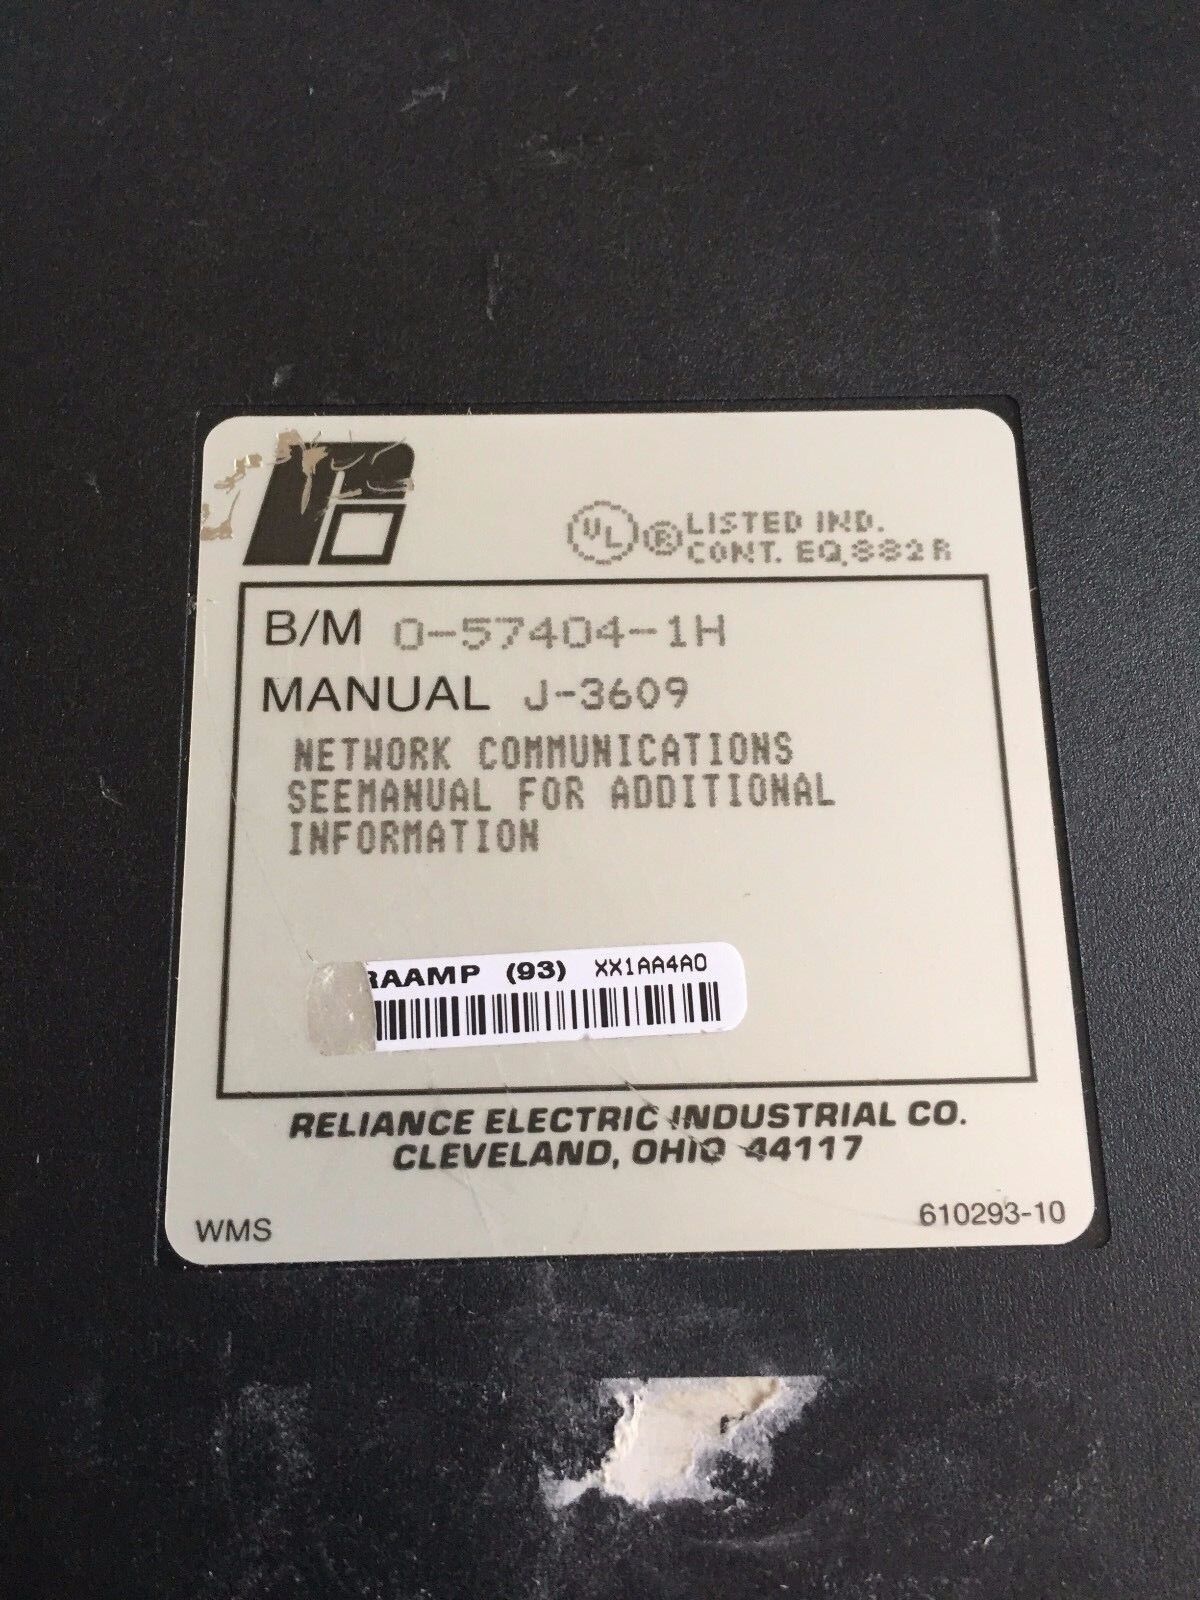 UL ® LISTED IND.
CONT. EQ. 882R
B/M 0-57404-1H
MANUAL J-3609
NETWORK COMMUNICATIONS
SEEMANUAL FOR ADDITIONAL
INFORMATION
(93) XX1AA4A0
RELIANCE ELECTRIC INDUSTRIAL CO.
CLEVELAND, OHIO 44117
WMS
610293-10